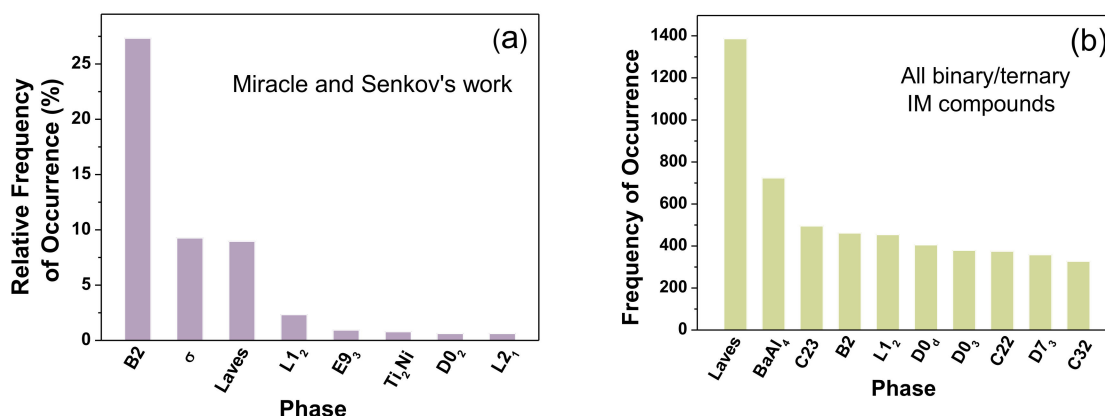 (a)
Miracle and Senkov's work
Relative Frequency
of Occurrence (%)
25
20
15
10
5
0
B2
σ
Laves
L1₂
E9₃
Ti₂Ni
D0₂
L2₁
Phase
(b)
All binary/ternary
IM compounds
Frequency of Occurrence
1400
1200
1000
800
600
400
200
0
Laves
BaAl₄
C23
B2
L1₂
D0d
D0₃
C22
D7₃
C32
Phase